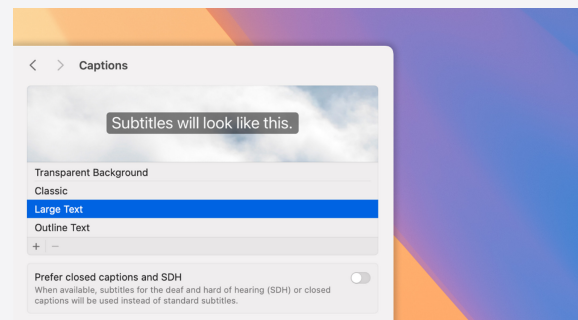 Captions
Subtitles will look like this.
Transparent Background
Classic
Large Text
Outline Text
Prefer closed captions and SDH
When available, subtitles for the deaf and hard of hearing (SDH) or closed
captions will be used instead of standard subtitles.